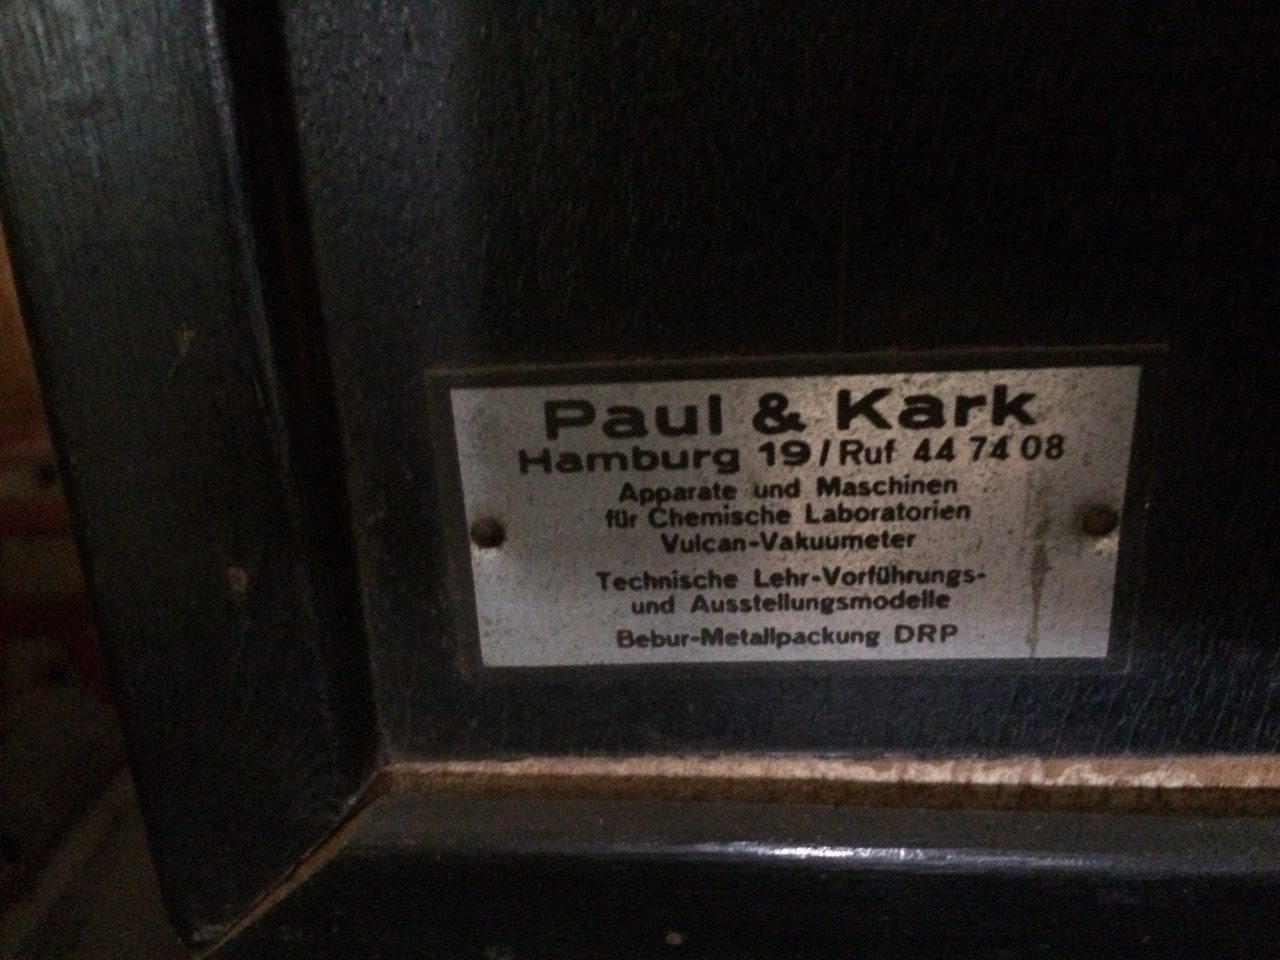 Paul & Kark
Hamburg 19/Ruf 44 74 08
Apparate und Maschinen
für Chemische Laboratorien
Vulcan-Vakuumeter
Technische Lehr-Vorführungs-
und Ausstellungsmodelle
Bebur-Metallpackung DRP